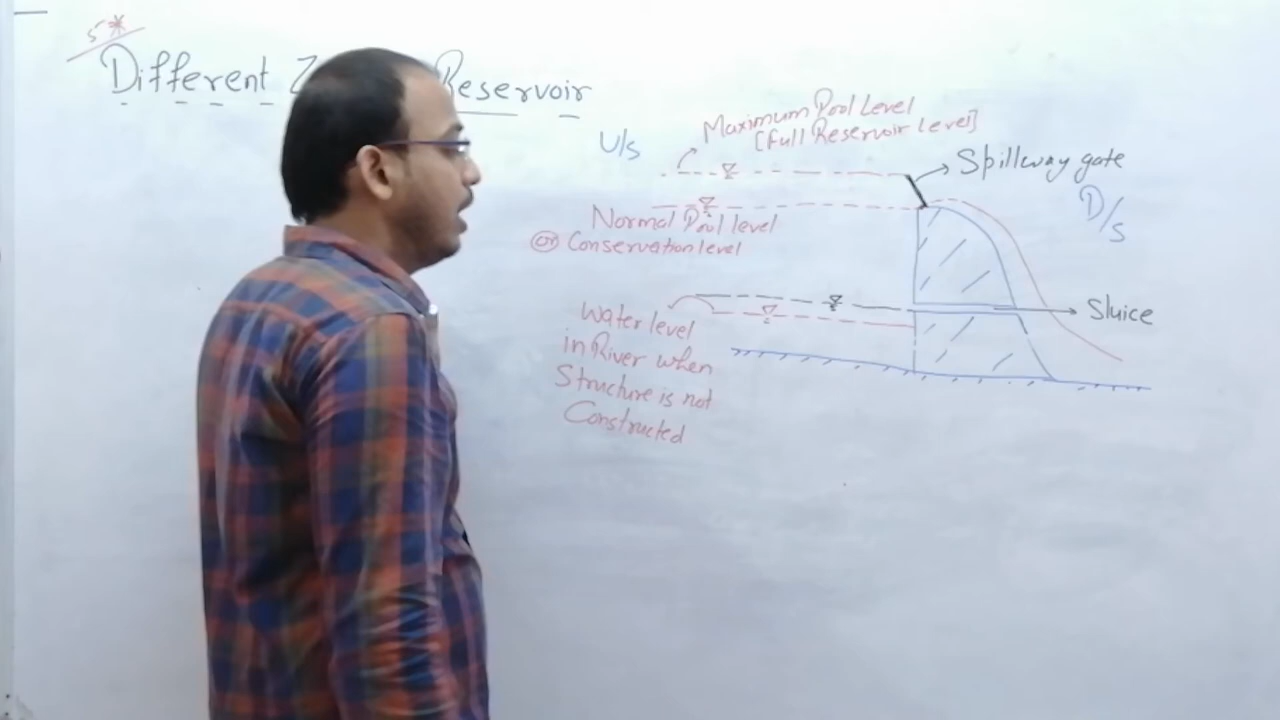 5*
Different Reservoir
U/s
Maximum Pool Level
[Full Reservoir Level]
Spillway gate
D/s
Normal Pool level
(or) Conservation level
Water level
in River when
Structure is not
Constructed
Sluice